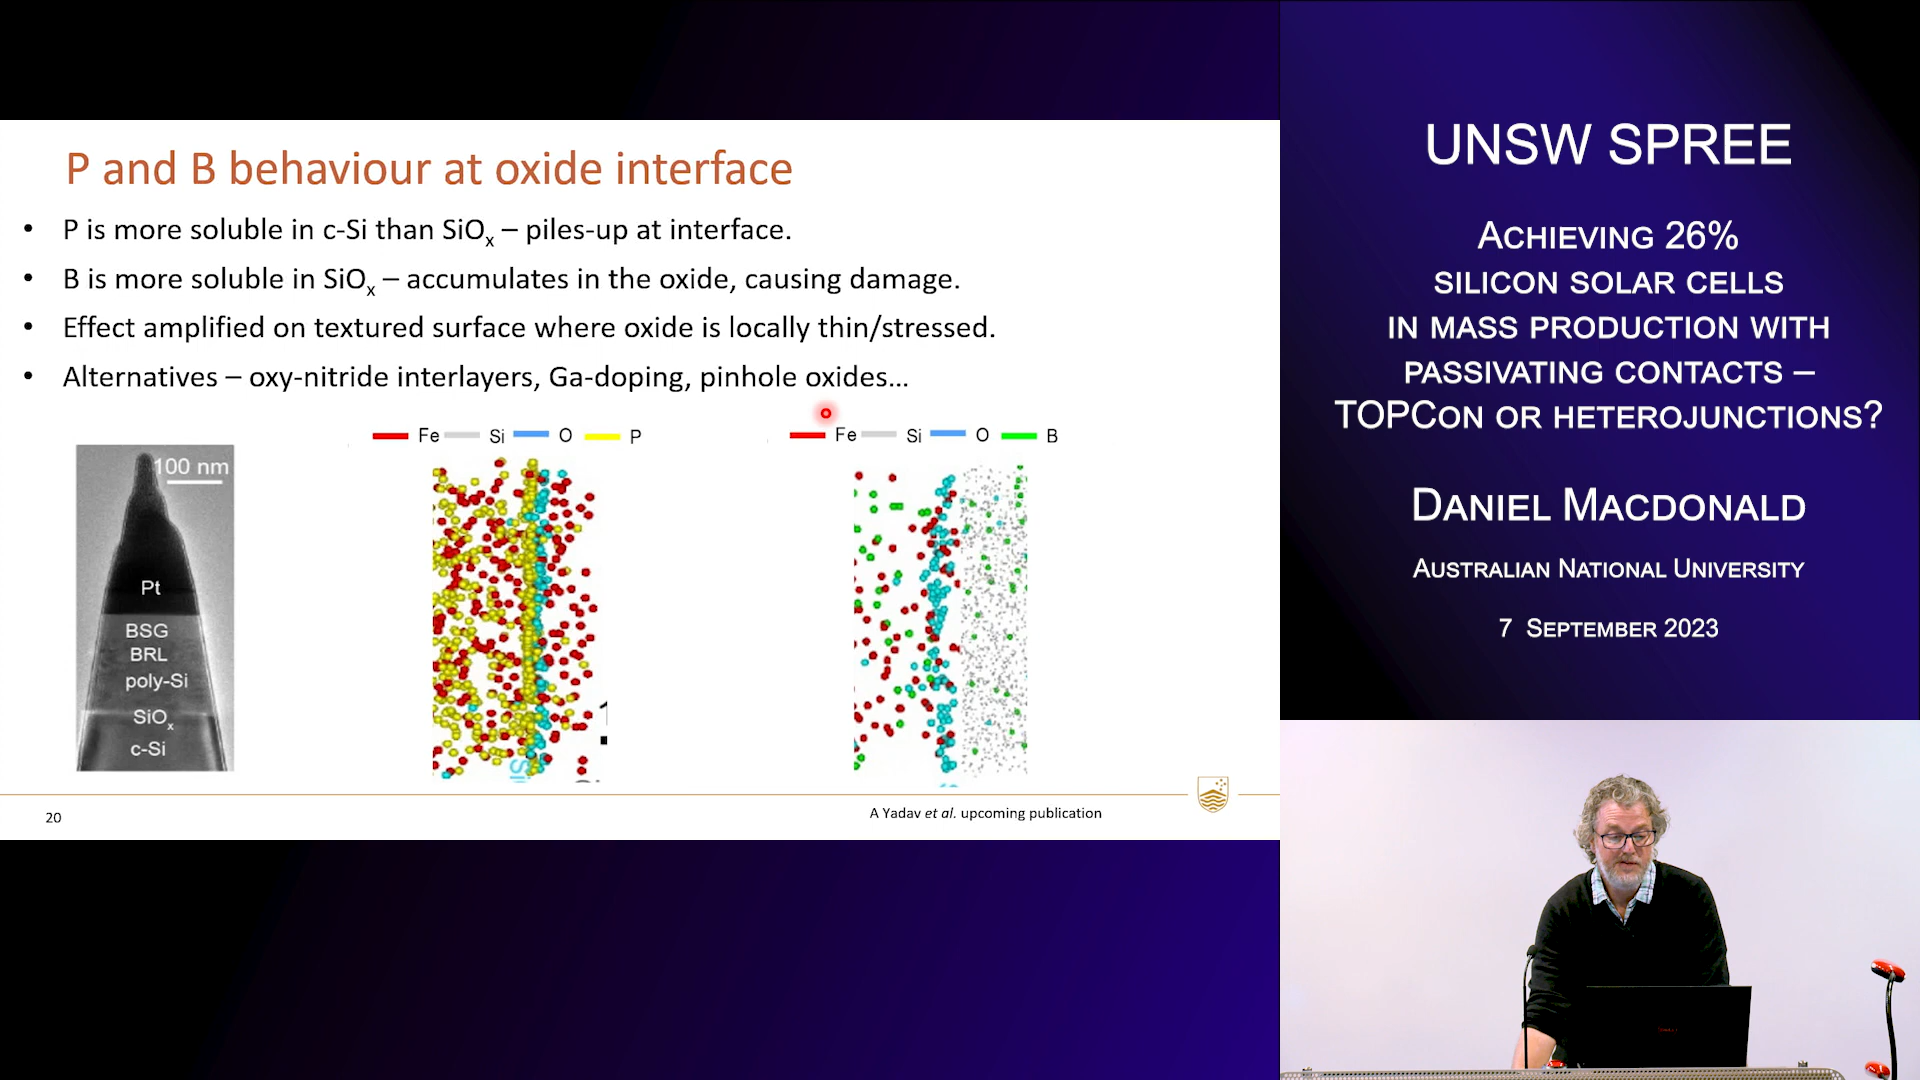 P and B behaviour at oxide interface
• P is more soluble in c-Si than SiOx – piles-up at interface.
• B is more soluble in SiOx – accumulates in the oxide, causing damage.
• Effect amplified on textured surface where oxide is locally thin/stressed.
• Alternatives – oxy-nitride interlayers, Ga-doping, pinhole oxides...
Fe Si O P
Fe Si O B
100 nm
Pt
BSG
BRL
poly-Si
SiOx
c-Si
20
A Yadav et al. upcoming publication
UNSW SPREE
ACHIEVING 26%
SILICON SOLAR CELLS
IN MASS PRODUCTION WITH
PASSIVATING CONTACTS –
TOPCON OR HETEROJUNCTIONS?
DANIEL MACDONALD
AUSTRALIAN NATIONAL UNIVERSITY
7 SEPTEMBER 2023